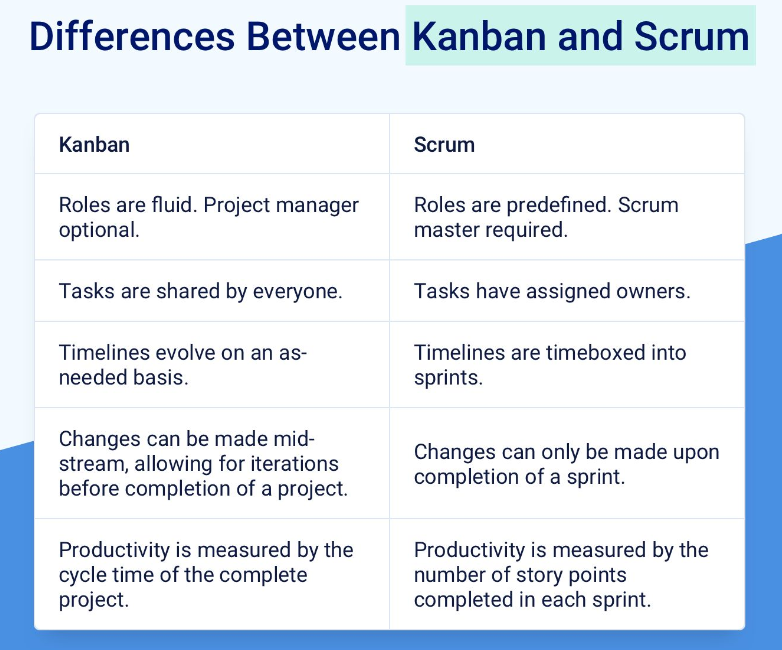 Differences Between Kanban and Scrum
Kanban
Scrum
Roles are fluid. Project manager
optional.
Roles are predefined. Scrum
master required.
Tasks are shared by everyone.
Tasks have assigned owners.
Timelines evolve on an as-
needed basis.
Timelines are timeboxed into
sprints.
Changes can be made mid-
stream, allowing for iterations
before completion of a project.
Changes can only be made upon
completion of a sprint.
Productivity is measured by the
cycle time of the complete
project.
Productivity is measured by the
number of story points
completed in each sprint.